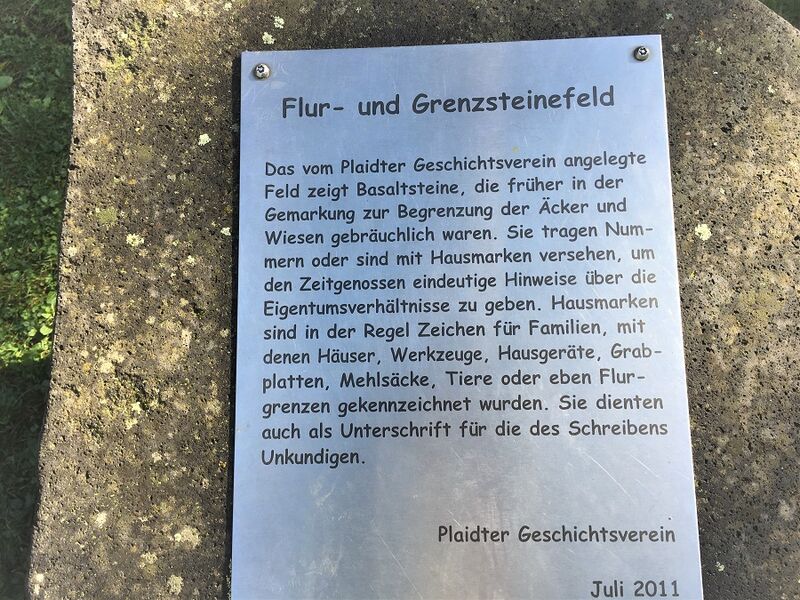 Flur- und Grenzsteinefeld
Das vom Plaidter Geschichtsverein angelegte
Feld zeigt Basaltsteine, die früher in der
Gemarkung zur Begrenzung der Äcker und
Wiesen gebräuchlich waren. Sie tragen Num-
mern oder sind mit Hausmarken versehen, um
den Zeitgenossen eindeutige Hinweise über die
Eigentumsverhältnisse zu geben. Hausmarken
sind in der Regel Zeichen für Familien, mit
denen Häuser, Werkzeuge, Hausgeräte, Grab-
platten, Mehlsäcke, Tiere oder eben Flur-
grenzen gekennzeichnet wurden. Sie dienten
auch als Unterschrift für die des Schreibens
Unkundigen.
Plaidter Geschichtsverein
Juli 2011